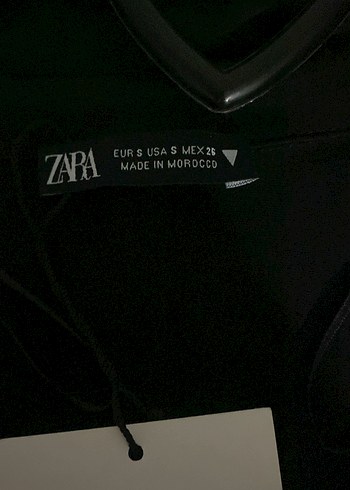 ZARA
EUR S USA S MEX 26
MADE IN MOROCCO